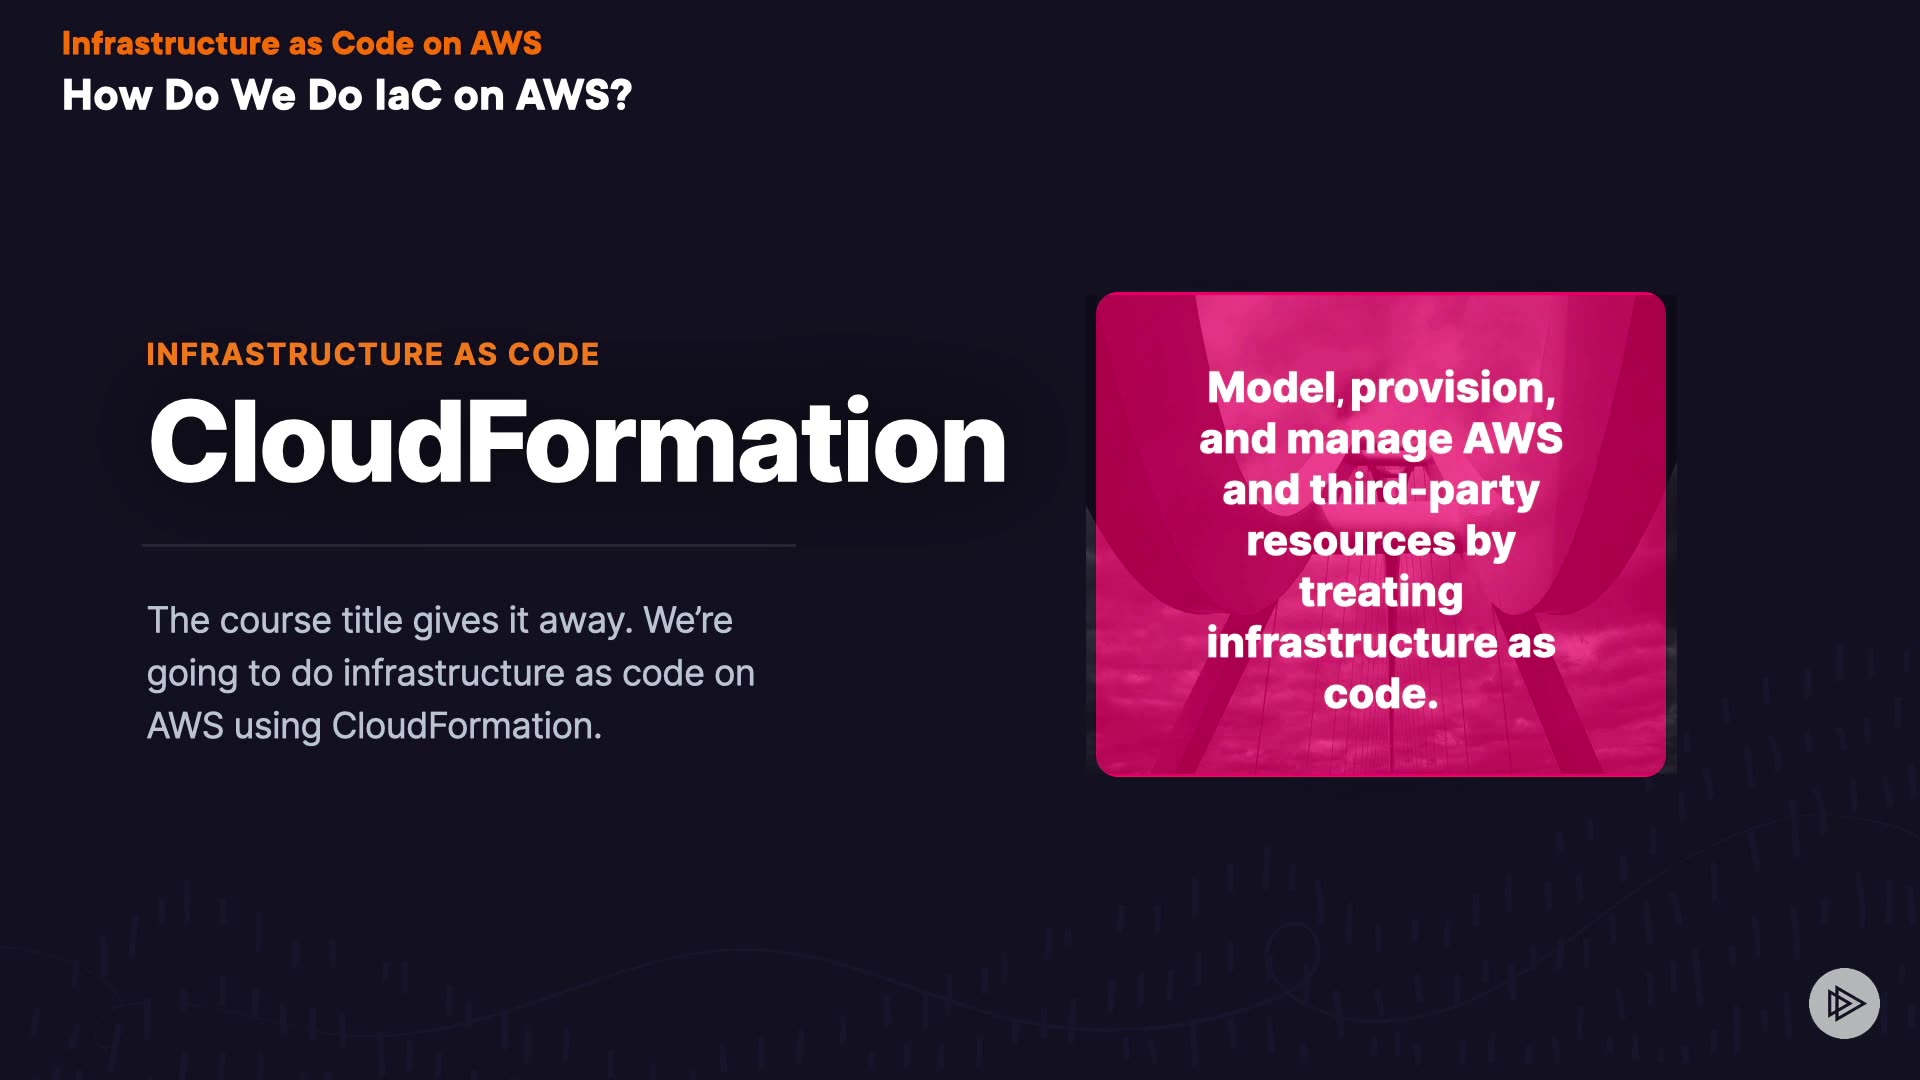 Infrastructure as Code on AWS
How Do We Do IaC on AWS?
INFRASTRUCTURE AS CODE
CloudFormation
The course title gives it away. We’re
going to do infrastructure as code on
AWS using CloudFormation.
Model, provision,
and manage AWS
and third-party
resources by
treating
infrastructure as
code.